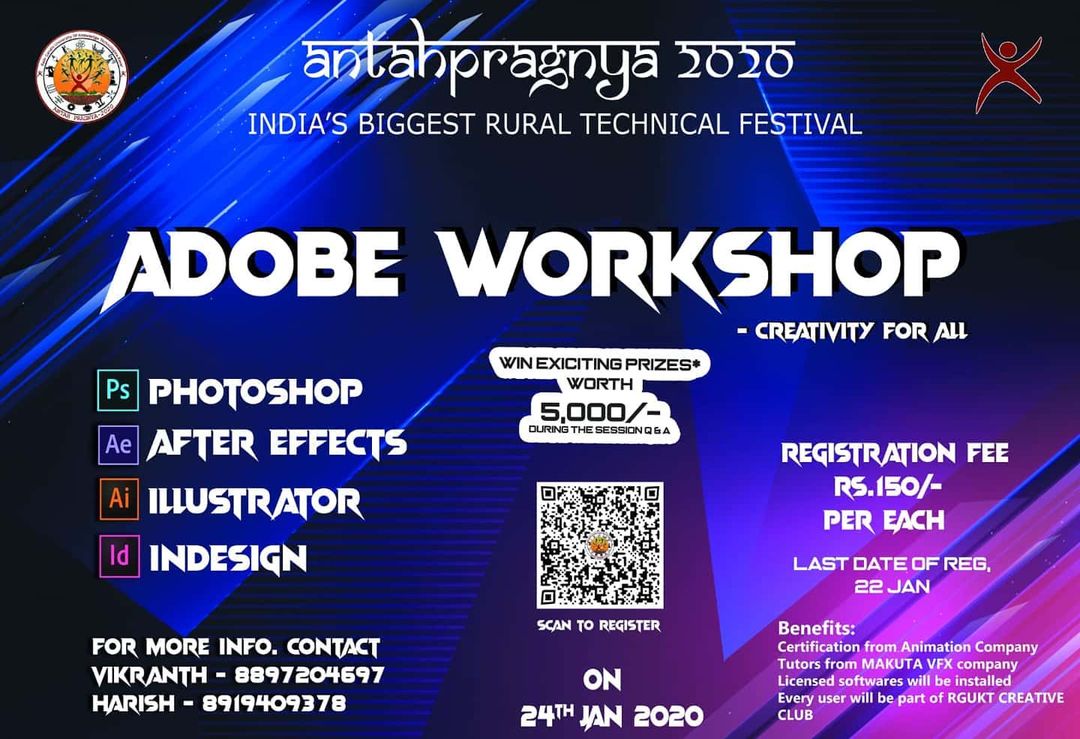 antahpragnya 2020
INDIA'S BIGGEST RURAL TECHNICAL FESTIVAL
ADOBE WORKSHOP
- CREATIVITY FOR ALL
Ps PHOTOSHOP
Ae AFTER EFFECTS
Ai ILLUSTRATOR
Id INDESIGN
WIN EXICITING PRIZES*
WORTH
5,000/-
DURING THE SESSION Q & A
SCAN TO REGISTER
REGISTRATION FEE
RS.150/-
PER EACH
LAST DATE OF REG,
22 JAN
FOR MORE INFO. CONTACT
VIKRANTH - 8897204697
HARISH - 8919409378
ON
24TH JAN 2020
Benefits:
Certification from Animation Company
Tutors from MAKUTA VFX company
Licensed softwares will be installed
Every user will be part of RGUKT CREATIVE
CLUB